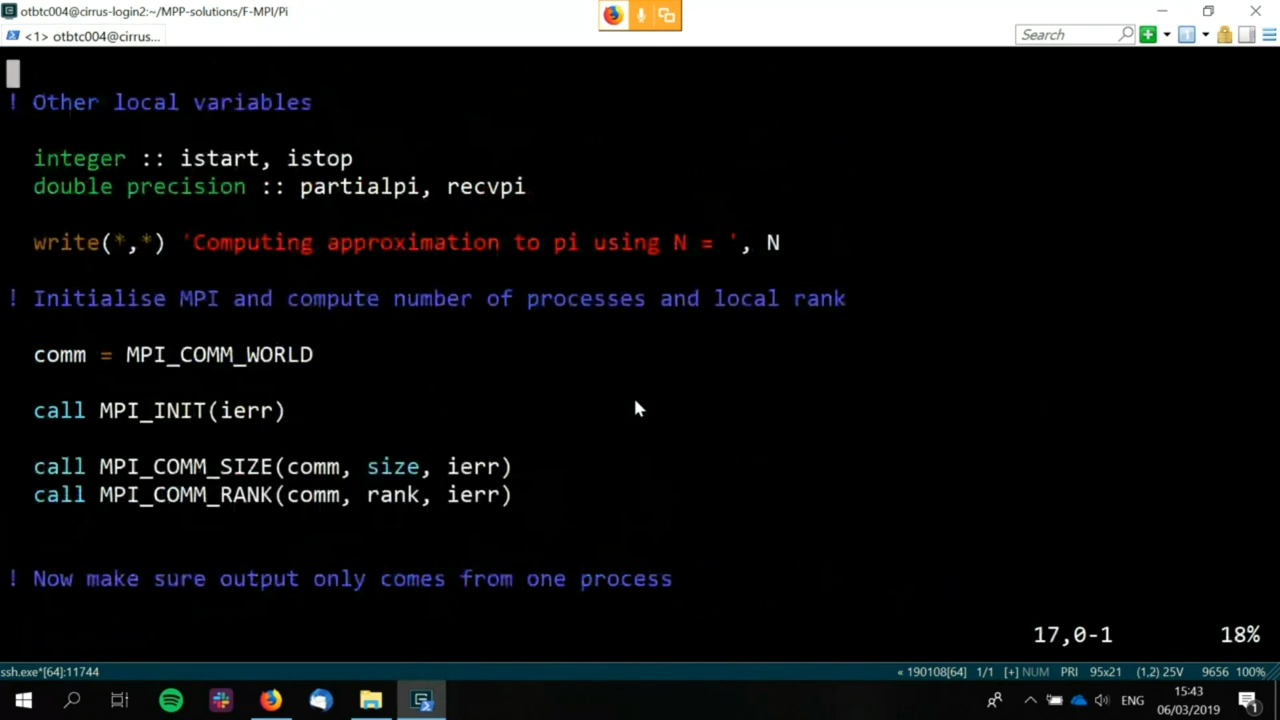 otbtc004@cirrus-login2:~/MPP-solutions/F-MPI/Pi
<1> otbtc004@cirrus...
Search
! Other local variables
integer :: istart, istop
double precision :: partialpi, recvpi
write(*,*) 'Computing approximation to pi using N = ', N
! Initialise MPI and compute number of processes and local rank
comm = MPI_COMM_WORLD
call MPI_INIT(ierr)
call MPI_COMM_SIZE(comm, size, ierr)
call MPI_COMM_RANK(comm, rank, ierr)
! Now make sure output only comes from one process
17,0-1 18%
ssh.exe*[64]:11744 « 190108[64] 1/1 [+] NUM PRI 95x21 (1,2) 25V 9656 100%
ENG
15:43
06/03/2019
1